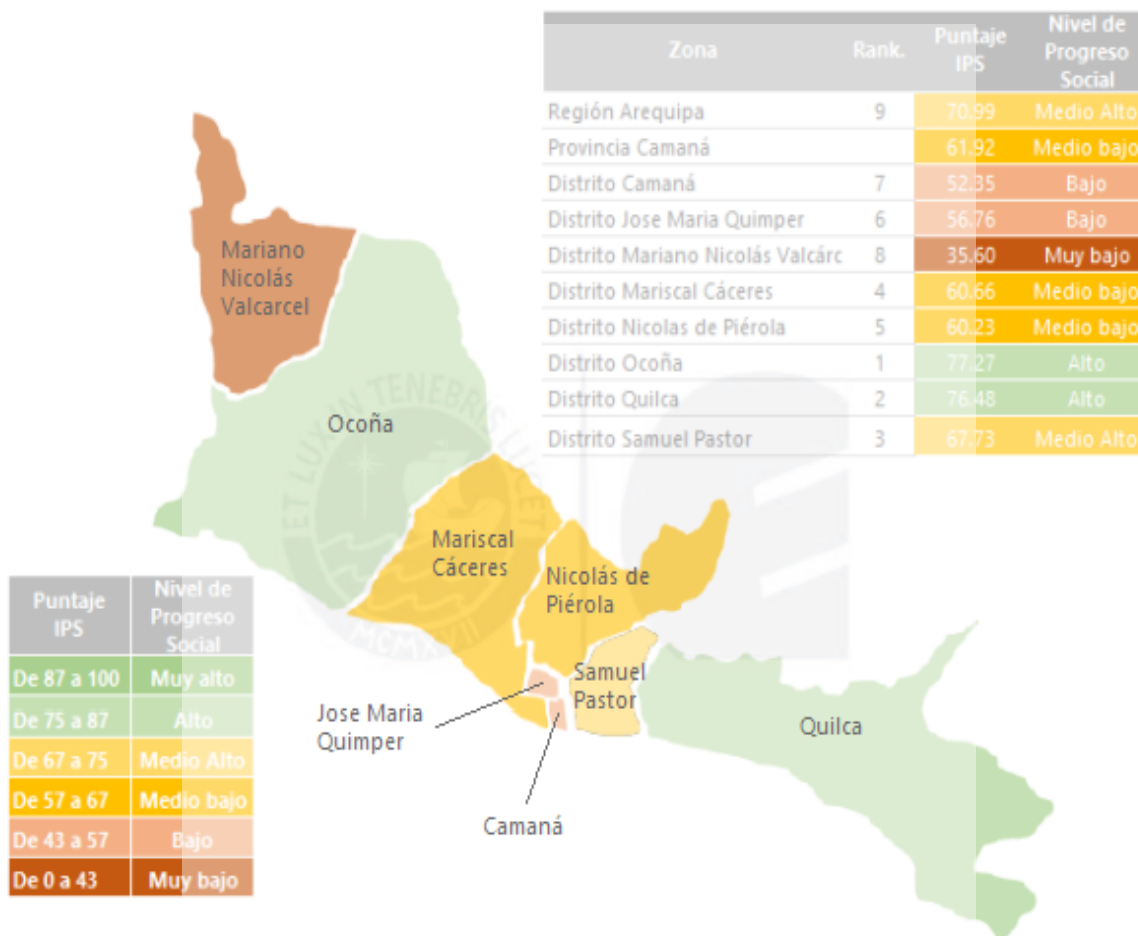 Zona Rank. Puntaje IPS Nivel de Progreso Social
Región Arequipa 9 70.99 Medio Alto
Provincia Camaná 61.92 Medio bajo
Distrito Camaná 7 52.35 Bajo
Distrito Jose Maria Quimper 6 56.76 Bajo
Distrito Mariano Nicolás Valcárc 8 35.60 Muy bajo
Distrito Mariscal Cáceres 4 60.66 Medio bajo
Distrito Nicolas de Piérola 5 60.23 Medio bajo
Distrito Ocoña 1 77.27 Alto
Distrito Quilca 2 76.48 Alto
Distrito Samuel Pastor 3 67.73 Medio Alto
Mariano
Nicolás
Valcarcel
Ocoña
Mariscal
Cáceres
Nicolás de
Piérola
Samuel
Pastor
Quilca
Jose Maria
Quimper
Camaná
Puntaje IPS Nivel de Progreso Social
De 87 a 100 Muy alto
De 75 a 87 Alto
De 67 a 75 Medio Alto
De 57 a 67 Medio bajo
De 43 a 57 Bajo
De 0 a 43 Muy bajo
ET LUX IN TENEBRIS LUCET
MCMXVII